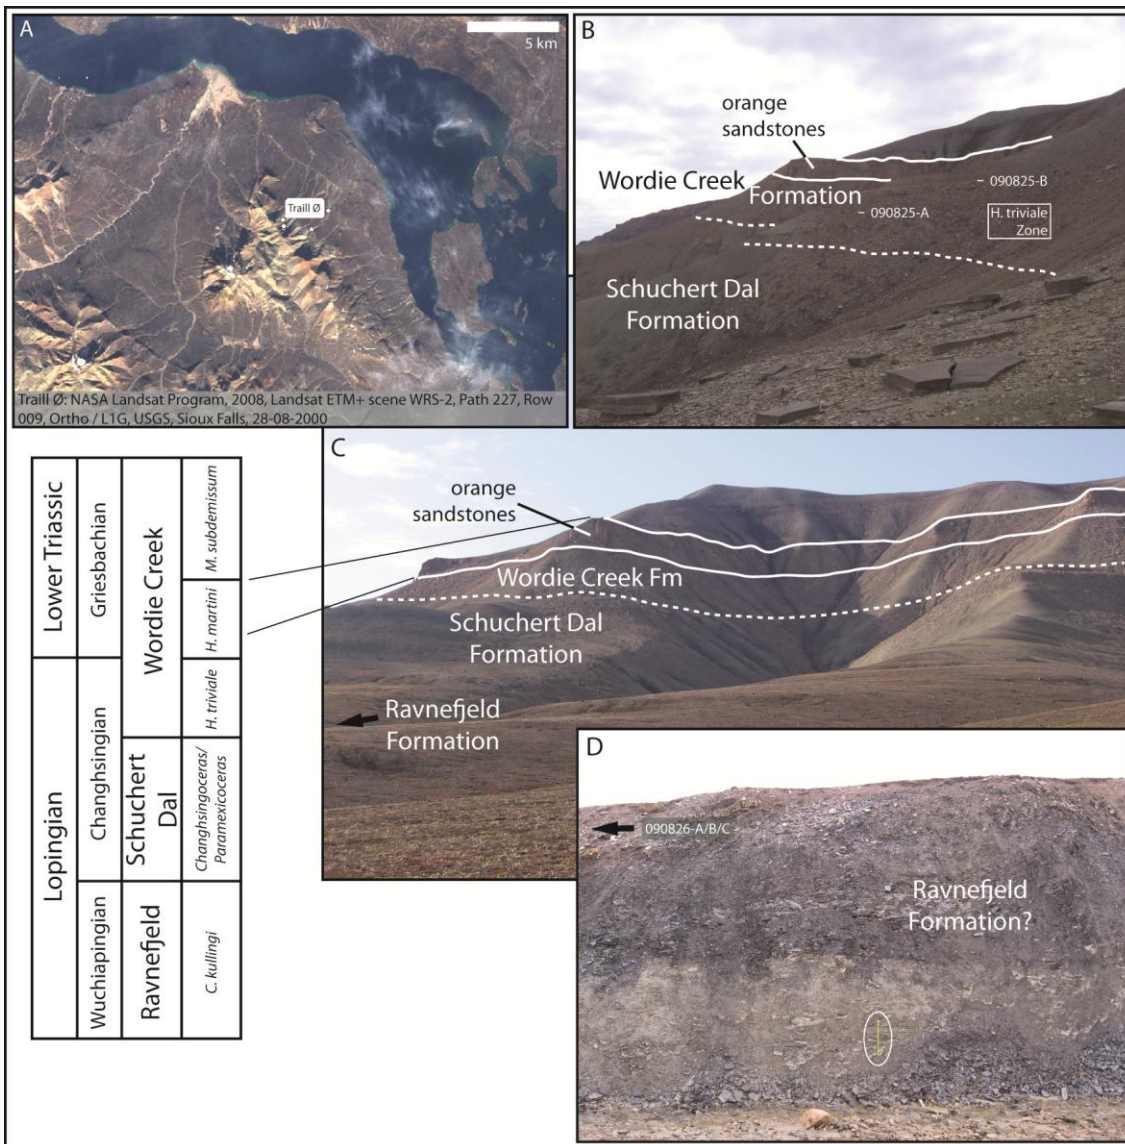 A
5 km
Traill Ø
Traill Ø: NASA Landsat Program, 2008, Landsat ETM+ scene WRS-2, Path 227, Row
009, Ortho / L1G, USGS, Sioux Falls, 28-08-2000
B
orange
sandstones
Wordie Creek
Formation
090825-B
090825-A
H. triviale
Zone
Schuchert Dal
Formation
Lower Triassic
Griesbachian
Wordie Creek
M. subdemissum
H. martini
H. triviale
Lopingian
Changhsingian
Schuchert
Dal
Changhsingoceras/
Paramexicoceras
Wuchiapingian
Ravnefjeld
C. kullingi
C
orange
sandstones
Wordie Creek Fm
Schuchert Dal
Formation
Ravnefjeld
Formation
D
090826-A/B/C
Ravnefjeld
Formation?